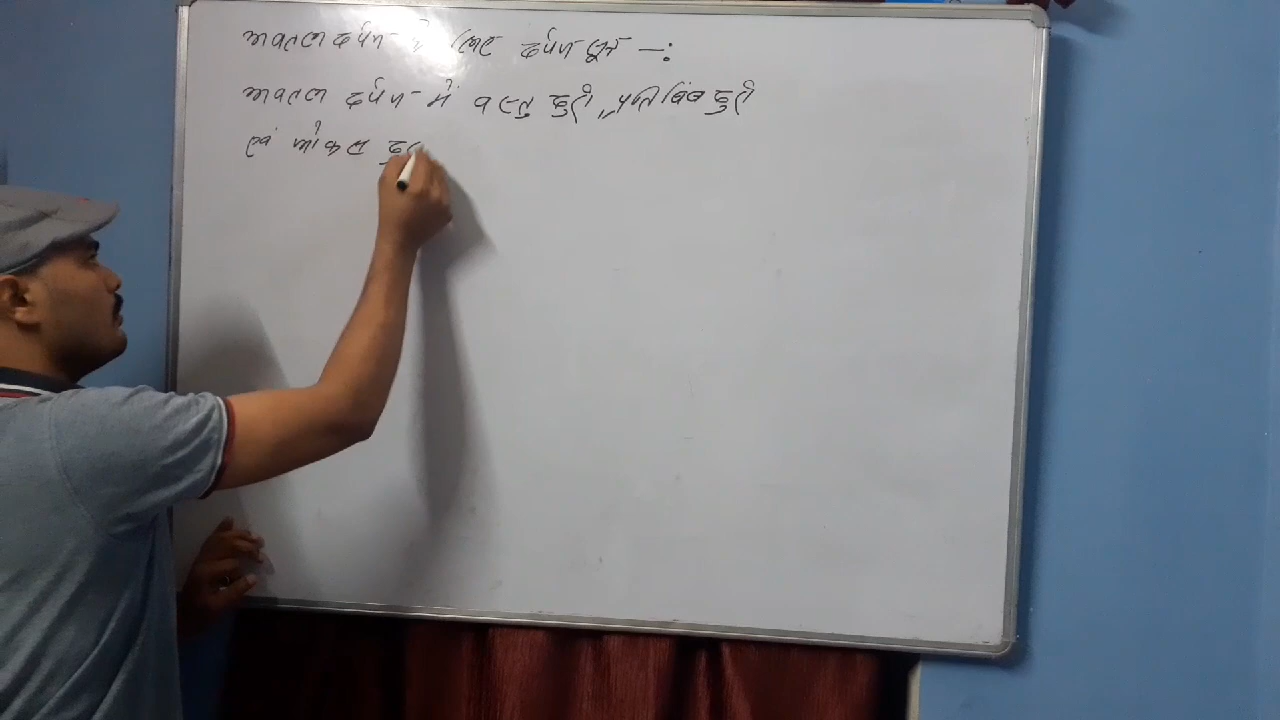 अवतल दर्पण के लिए दर्पण सूत्र —:
अवतल दर्पण में वस्तु दूरी, प्रतिबिंब दूरी
एवं फोकस दू